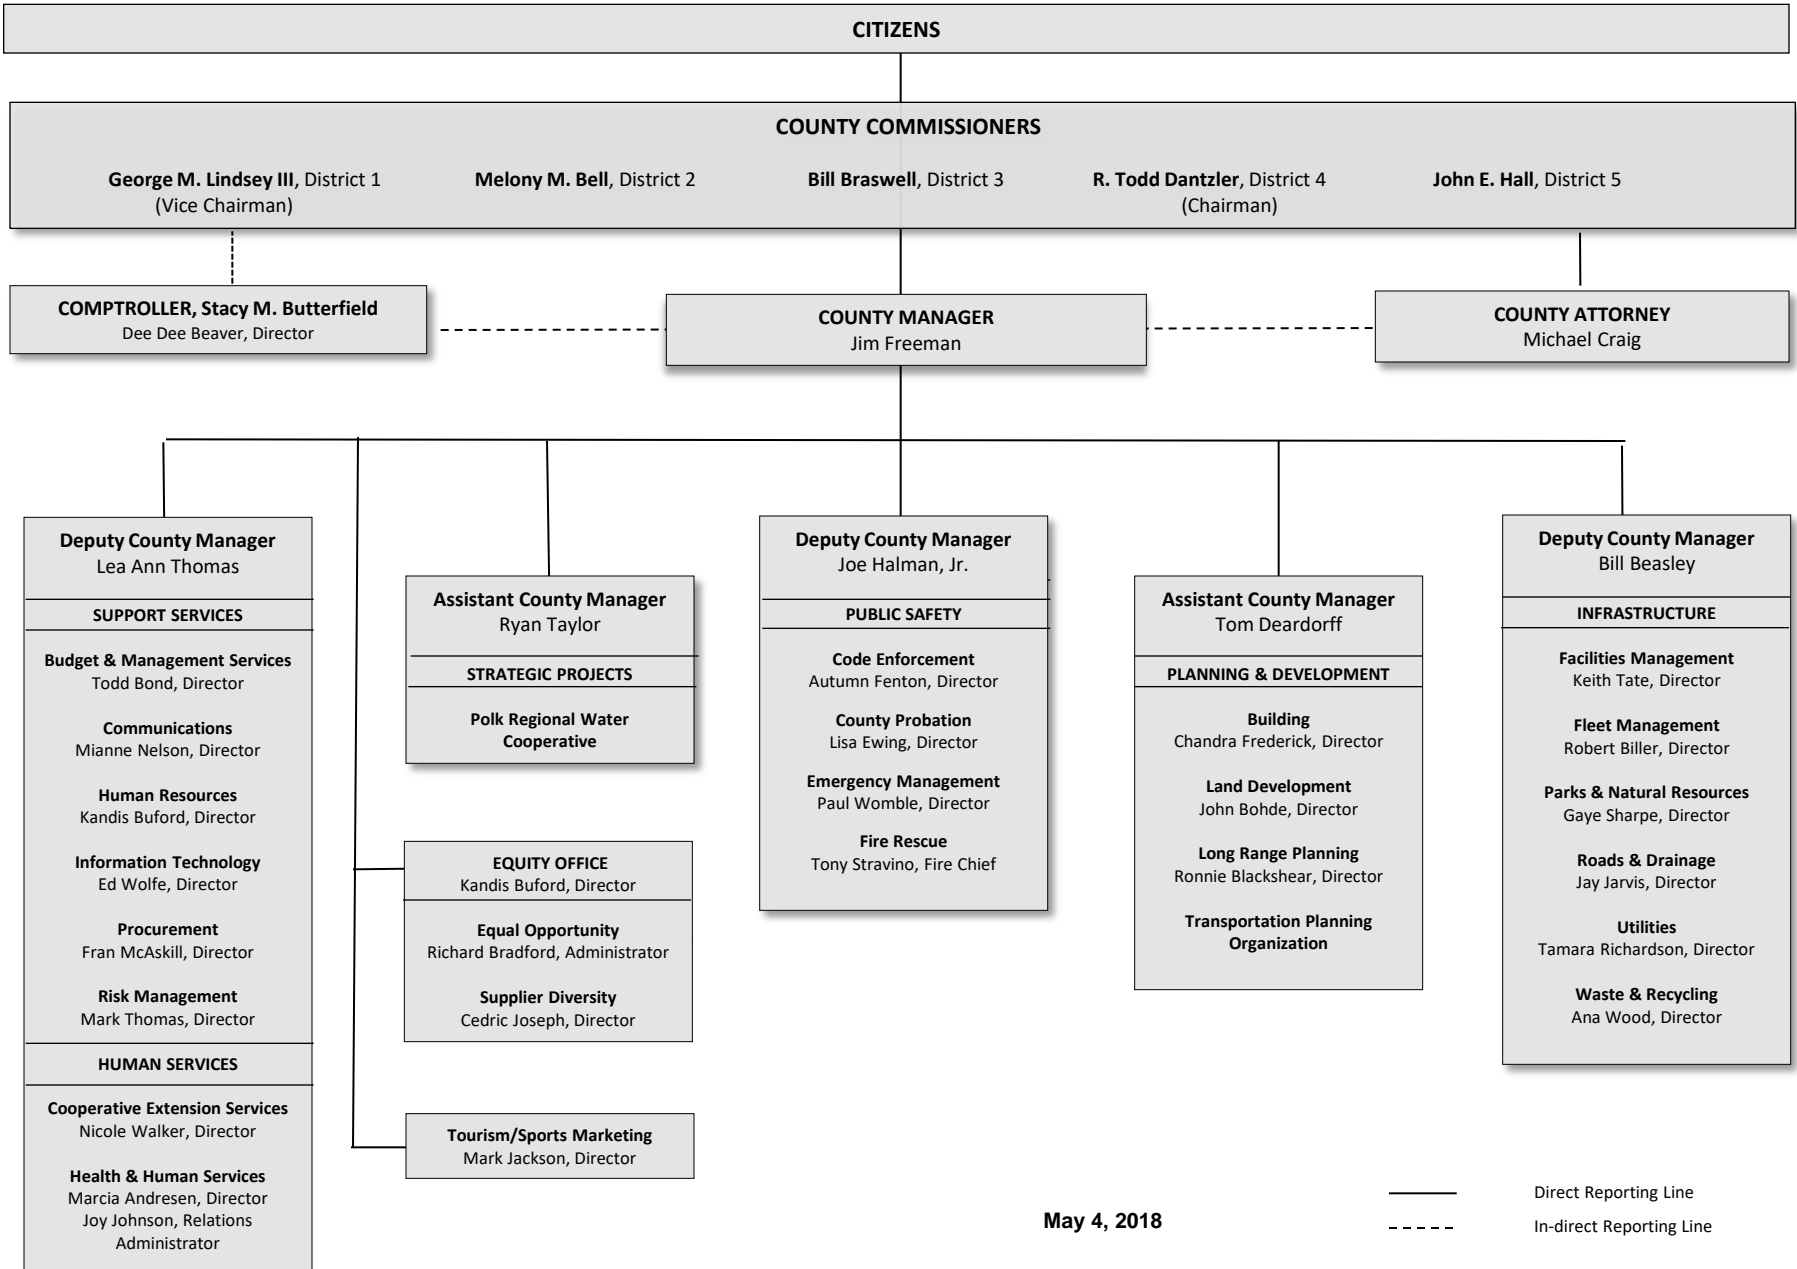 CITIZENS
COUNTY COMMISSIONERS
George M. Lindsey III, District 1
(Vice Chairman)
Melony M. Bell, District 2
Bill Braswell, District 3
R. Todd Dantzler, District 4
(Chairman)
John E. Hall, District 5
COMPTROLLER, Stacy M. Butterfield
Dee Dee Beaver, Director
COUNTY MANAGER
Jim Freeman
COUNTY ATTORNEY
Michael Craig
Deputy County Manager
Lea Ann Thomas
SUPPORT SERVICES
Budget & Management Services
Todd Bond, Director
Communications
Mianne Nelson, Director
Human Resources
Kandis Buford, Director
Information Technology
Ed Wolfe, Director
Procurement
Fran McAskill, Director
Risk Management
Mark Thomas, Director
HUMAN SERVICES
Cooperative Extension Services
Nicole Walker, Director
Health & Human Services
Marcia Andresen, Director
Joy Johnson, Relations
Administrator
Assistant County Manager
Ryan Taylor
STRATEGIC PROJECTS
Polk Regional Water
Cooperative
EQUITY OFFICE
Kandis Buford, Director
Equal Opportunity
Richard Bradford, Administrator
Supplier Diversity
Cedric Joseph, Director
Tourism/Sports Marketing
Mark Jackson, Director
Deputy County Manager
Joe Halman, Jr.
PUBLIC SAFETY
Code Enforcement
Autumn Fenton, Director
County Probation
Lisa Ewing, Director
Emergency Management
Paul Womble, Director
Fire Rescue
Tony Stravino, Fire Chief
Assistant County Manager
Tom Deardorff
PLANNING & DEVELOPMENT
Building
Chandra Frederick, Director
Land Development
John Bohde, Director
Long Range Planning
Ronnie Blackshear, Director
Transportation Planning
Organization
Deputy County Manager
Bill Beasley
INFRASTRUCTURE
Facilities Management
Keith Tate, Director
Fleet Management
Robert Biller, Director
Parks & Natural Resources
Gaye Sharpe, Director
Roads & Drainage
Jay Jarvis, Director
Utilities
Tamara Richardson, Director
Waste & Recycling
Ana Wood, Director
May 4, 2018
Direct Reporting Line
In-direct Reporting Line